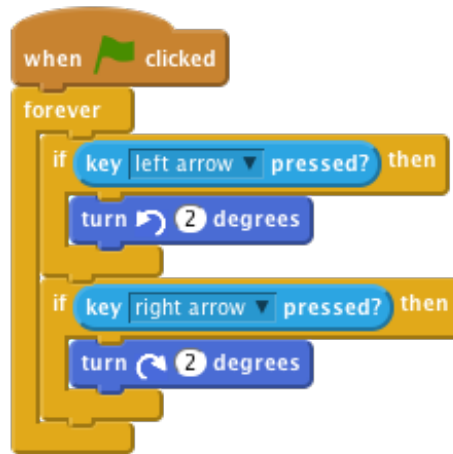 when clicked
forever
if key left arrow pressed? then
turn 2 degrees
if key right arrow pressed? then
turn 2 degrees